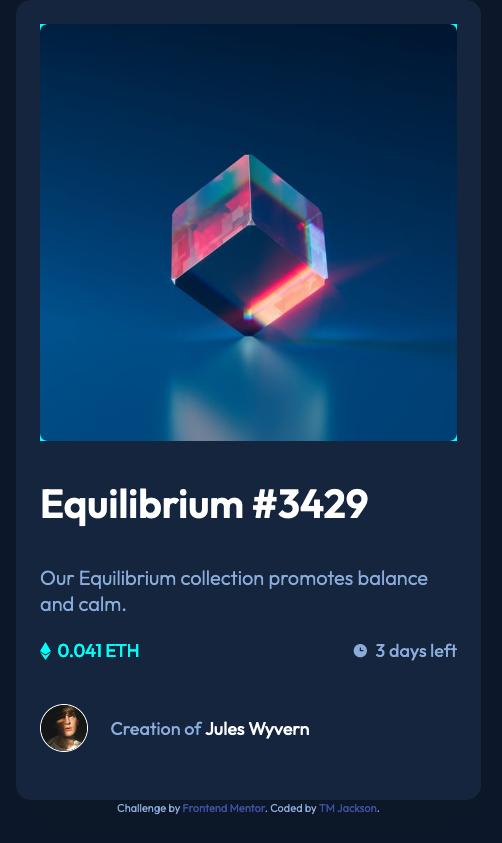 Equilibrium #3429
Our Equilibrium collection promotes balance
and calm.
0.041 ETH
3 days left
Creation of Jules Wyvern
Challenge by Frontend Mentor. Coded by TM Jackson.